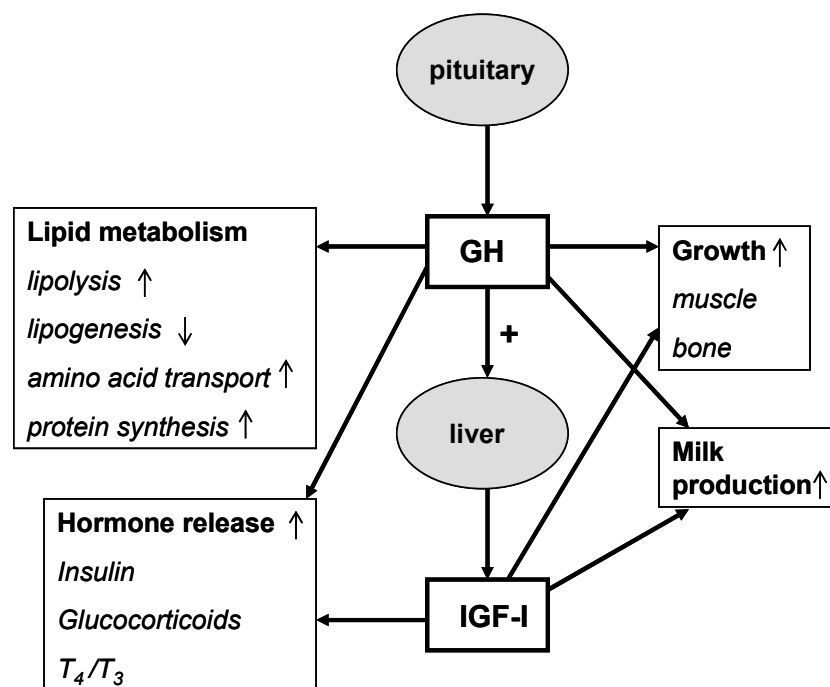 pituitary
GH
Lipid metabolism
lipolysis ↑
lipogenesis ↓
amino acid transport ↑
protein synthesis ↑
Growth ↑
muscle
bone
+
liver
Milk
production ↑
Hormone release ↑
Insulin
Glucocorticoids
T₄/T₃
IGF-I